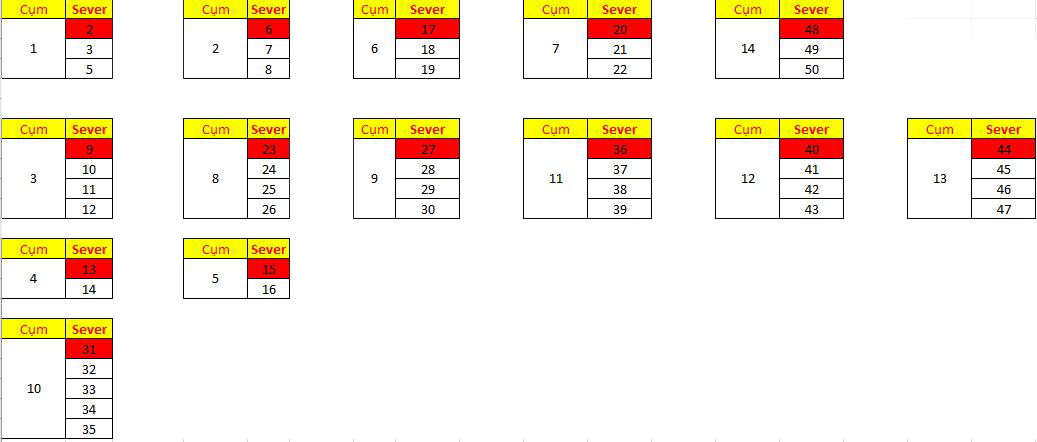 Cụm Sever Cụm Sever Cụm Sever Cụm Sever Cụm Sever
2 6 17 20 48
1 3 2 7 6 18 7 21 14 49
5 8 19 22 50
Cụm Sever Cụm Sever Cụm Sever Cụm Sever Cụm Sever Cụm Sever
9 23 27 36 40 44
10 24 28 37 41 45
3 8 9 11 12 13
11 25 29 38 42 46
12 26 30 39 43 47
Cụm Sever Cụm Sever
13 15
4 5
14 16
Cụm Sever
31
32
10 33
34
35